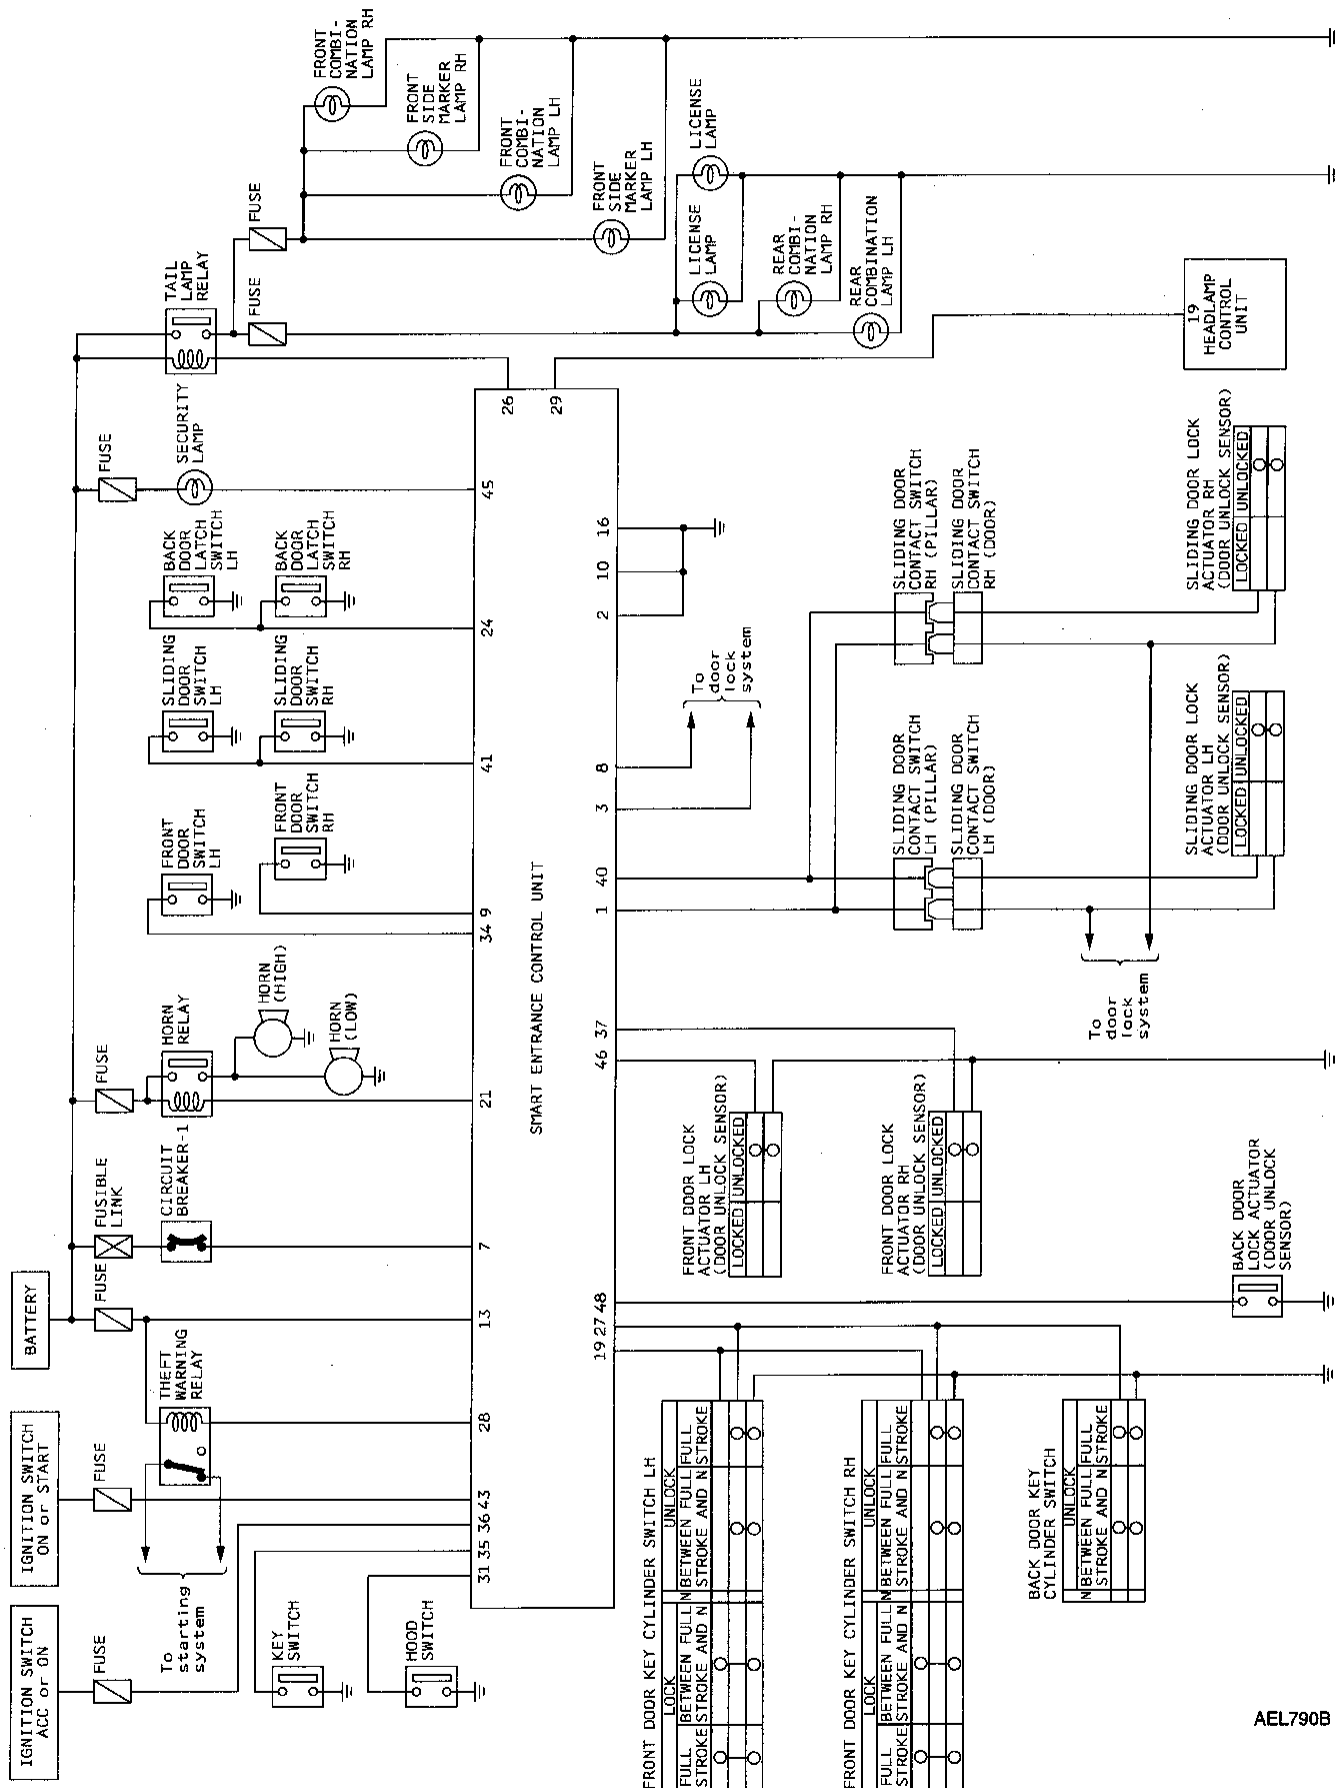 BATTERY
IGNITION SWITCH
ON or START
IGNITION SWITCH
ACC or ON
FUSE
FUSE
FUSE
FUSIBLE
LINK
FUSE
FUSE
FUSE
FUSE
To
starting
system
THEFT
WARNING
RELAY
CIRCUIT
BREAKER-1
HORN
RELAY
HORN
(HIGH)
HORN
(LOW)
FRONT
DOOR
SWITCH
LH
FRONT
DOOR
SWITCH
RH
SLIDING
DOOR
SWITCH
LH
SLIDING
DOOR
SWITCH
RH
BACK
DOOR
LATCH
SWITCH
LH
BACK
DOOR
LATCH
SWITCH
RH
SECURITY
LAMP
TAIL
LAMP
RELAY
FRONT
COMBI-
NATION
LAMP RH
FRONT
SIDE
MARKER
LAMP RH
FRONT
COMBI-
NATION
LAMP LH
FRONT
SIDE
MARKER
LAMP LH
LICENSE
LAMP
LICENSE
LAMP
REAR
COMBI-
NATION
LAMP RH
REAR
COMBINATION
LAMP LH
KEY
SWITCH
HOOD
SWITCH
31 35 36 43 28 13 7 21 34 9 41 24 45
26
29
SMART ENTRANCE CONTROL UNIT
19 27 48 46 37 1 40 3 8 2 10 16
To
door
lock
system
19
HEADLAMP
CONTROL
UNIT
SLIDING DOOR
CONTACT SWITCH
RH (PILLAR)
SLIDING DOOR
CONTACT SWITCH
RH (DOOR)
SLIDING DOOR
CONTACT SWITCH
LH (PILLAR)
SLIDING DOOR
CONTACT SWITCH
LH (DOOR)
SLIDING DOOR LOCK
ACTUATOR RH
(DOOR UNLOCK SENSOR)
LOCKED UNLOCKED
SLIDING DOOR LOCK
ACTUATOR LH
(DOOR UNLOCK SENSOR)
LOCKED UNLOCKED
To
door
lock
system
FRONT DOOR LOCK
ACTUATOR LH
(DOOR UNLOCK SENSOR)
LOCKED UNLOCKED
FRONT DOOR LOCK
ACTUATOR RH
(DOOR UNLOCK SENSOR)
LOCKED UNLOCKED
BACK DOOR
LOCK ACTUATOR
(DOOR UNLOCK
SENSOR)
FRONT DOOR KEY CYLINDER SWITCH LH
LOCK UNLOCK
FULL BETWEEN FULL N BETWEEN FULL FULL
STROKE STROKE AND N STROKE AND N STROKE
FRONT DOOR KEY CYLINDER SWITCH RH
LOCK UNLOCK
FULL BETWEEN FULL N BETWEEN FULL FULL
STROKE STROKE AND N STROKE AND N STROKE
BACK DOOR KEY
CYLINDER SWITCH
UNLOCK
N BETWEEN FULL FULL
STROKE AND N STROKE
AEL790B